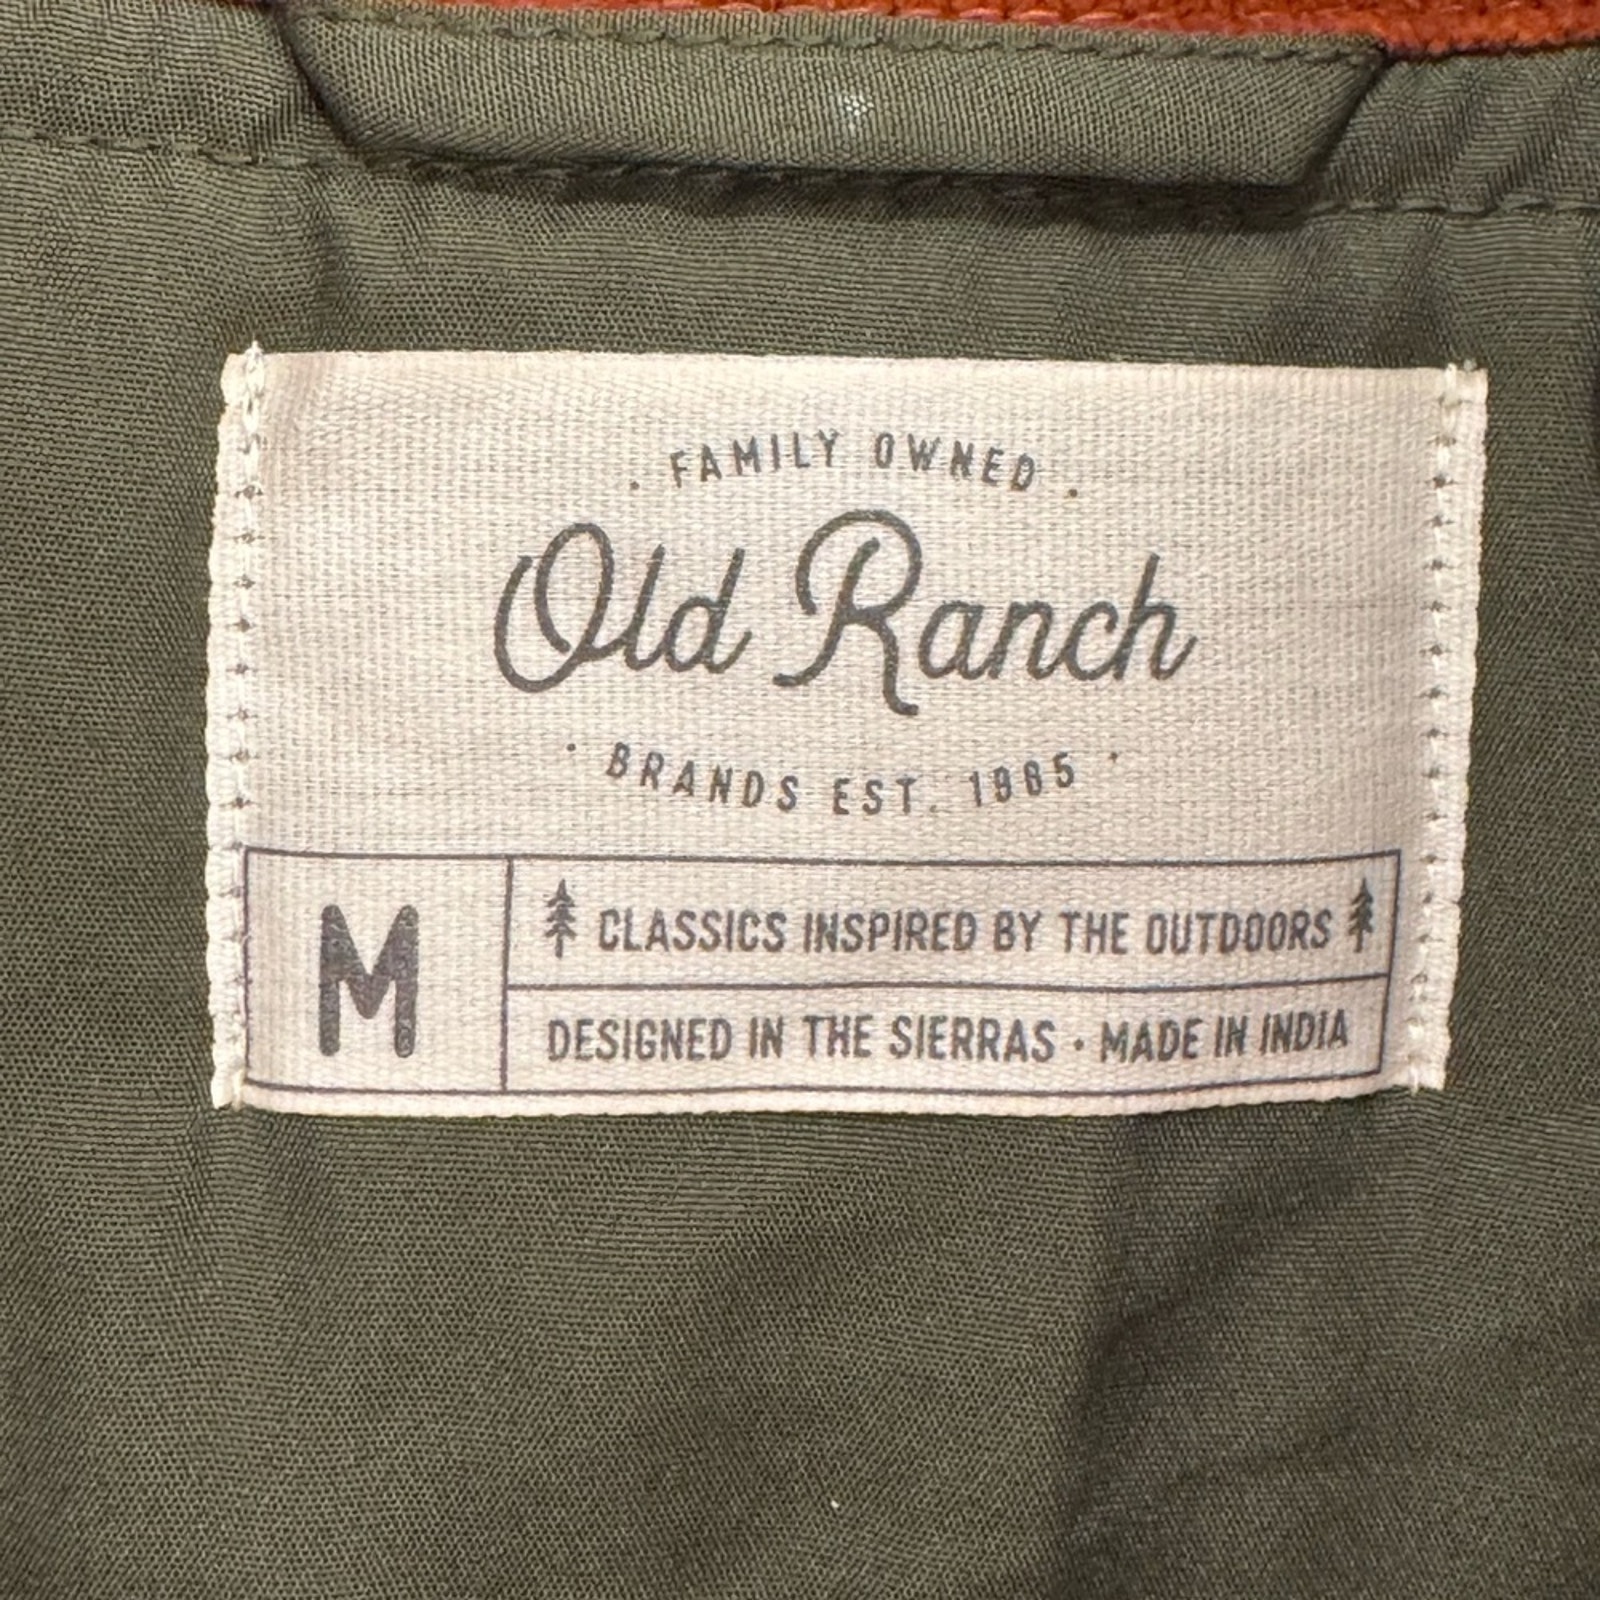 · FAMILY OWNED ·
Old Ranch
· BRANDS EST. 1985 ·
M
CLASSICS INSPIRED BY THE OUTDOORS
DESIGNED IN THE SIERRAS · MADE IN INDIA